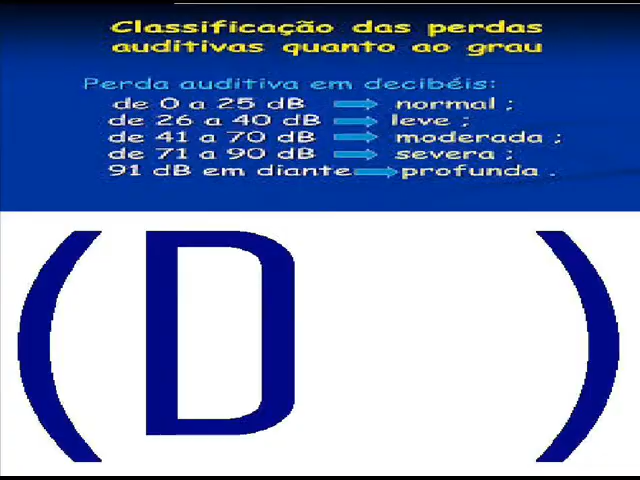 Classificação das perdas
auditivas quanto ao grau
Perda auditiva em decibéis:
de 0 a 25 dB normal ;
de 26 a 40 dB leve ;
de 41 a 70 dB moderada ;
de 71 a 90 dB severa ;
91 dB em diante profunda .
(D )